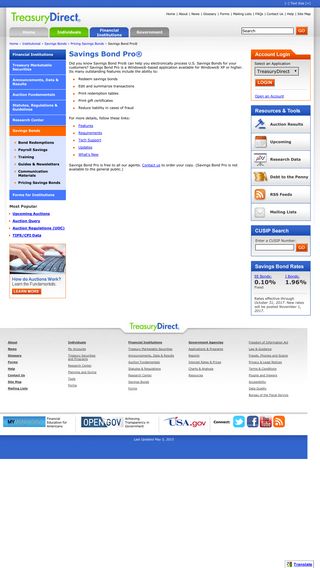 [-] Text Size [+]
TreasuryDirect.
Home | About | News | Glossary | Forms | Mailing Lists | FAQs | Contact Us | Help | Site Map
Home
Individuals
Financial Institutions
Government
Home > Institutional > Savings Bonds > Pricing Savings Bonds > Savings Bond Pro®
Financial Institutions
Treasury Marketable Securities
Announcements, Data & Results
Auction Fundamentals
Statutes, Regulations & Guidelines
Research Center
Savings Bonds
Bond Redemptions
Payroll Savings
Training
Guides & Newsletters
Communication Materials
Pricing Savings Bonds
Forms for Institutions
Most Popular
Upcoming Auctions
Auction Query
Auction Regulations (UOC)
TIPS/CPI Data
How do Auctions Work?
Learn the Fundamentals.
Savings Bond Pro®
Did you know Savings Bond Pro® can help you electronically process U.S. Savings Bonds for your customers? Savings Bond Pro is a Windows®-based application available for Windows® XP or higher. Its many outstanding features include the ability to:
Redeem savings bonds
Edit and summarize transactions
Print redemption tables
Print gift certificates
Reduce liability in cases of fraud
For more details, follow these links:
Features
Requirements
Tech Support
Updates
What's New
Savings Bond Pro is free to all our agents. Contact us to order your copy. (Savings Bond Pro is not available to the general public.)
Account Login
Select an Application
TreasuryDirect
LOGIN
Open an Account
Resources & Tools
Auction Results
Upcoming
Research Data
Debt to the Penny
RSS Feeds
Mailing Lists
CUSIP Search
Enter a CUSIP Number
GO
Savings Bond Rates
EE Bonds:
0.10%
Fixed
I Bonds:
1.96%
Rates effective through October 31, 2017. New rates will be posted November 1, 2017.
TreasuryDirect.
About
News
Glossary
Forms
Help
Contact Us
Site Map
Mailing Lists
Individuals
My Accounts
Treasury Securities and Programs
Research Center
Planning and Giving
Tools
Forms
Financial Institutions
Treasury Marketable Securities
Announcements, Data & Results
Auction Fundamentals
Statutes & Regulations
Research Center
Savings Bonds
Forms
Government Agencies
Applications & Programs
Reports
Interest Rates & Prices
Charts & Analysis
Resources
Freedom of Information Act
Law & Guidance
Frauds, Phonies and Scams
Privacy & Legal Notices
Terms & Conditions
Plugins and Viewers
Accessibility
Data Quality
Bureau of the Fiscal Service
Financial Education for Americans
OPENGOV
Achieving Transparency in Government
USA.gov
twitter
Last Updated May 5, 2015
Translate